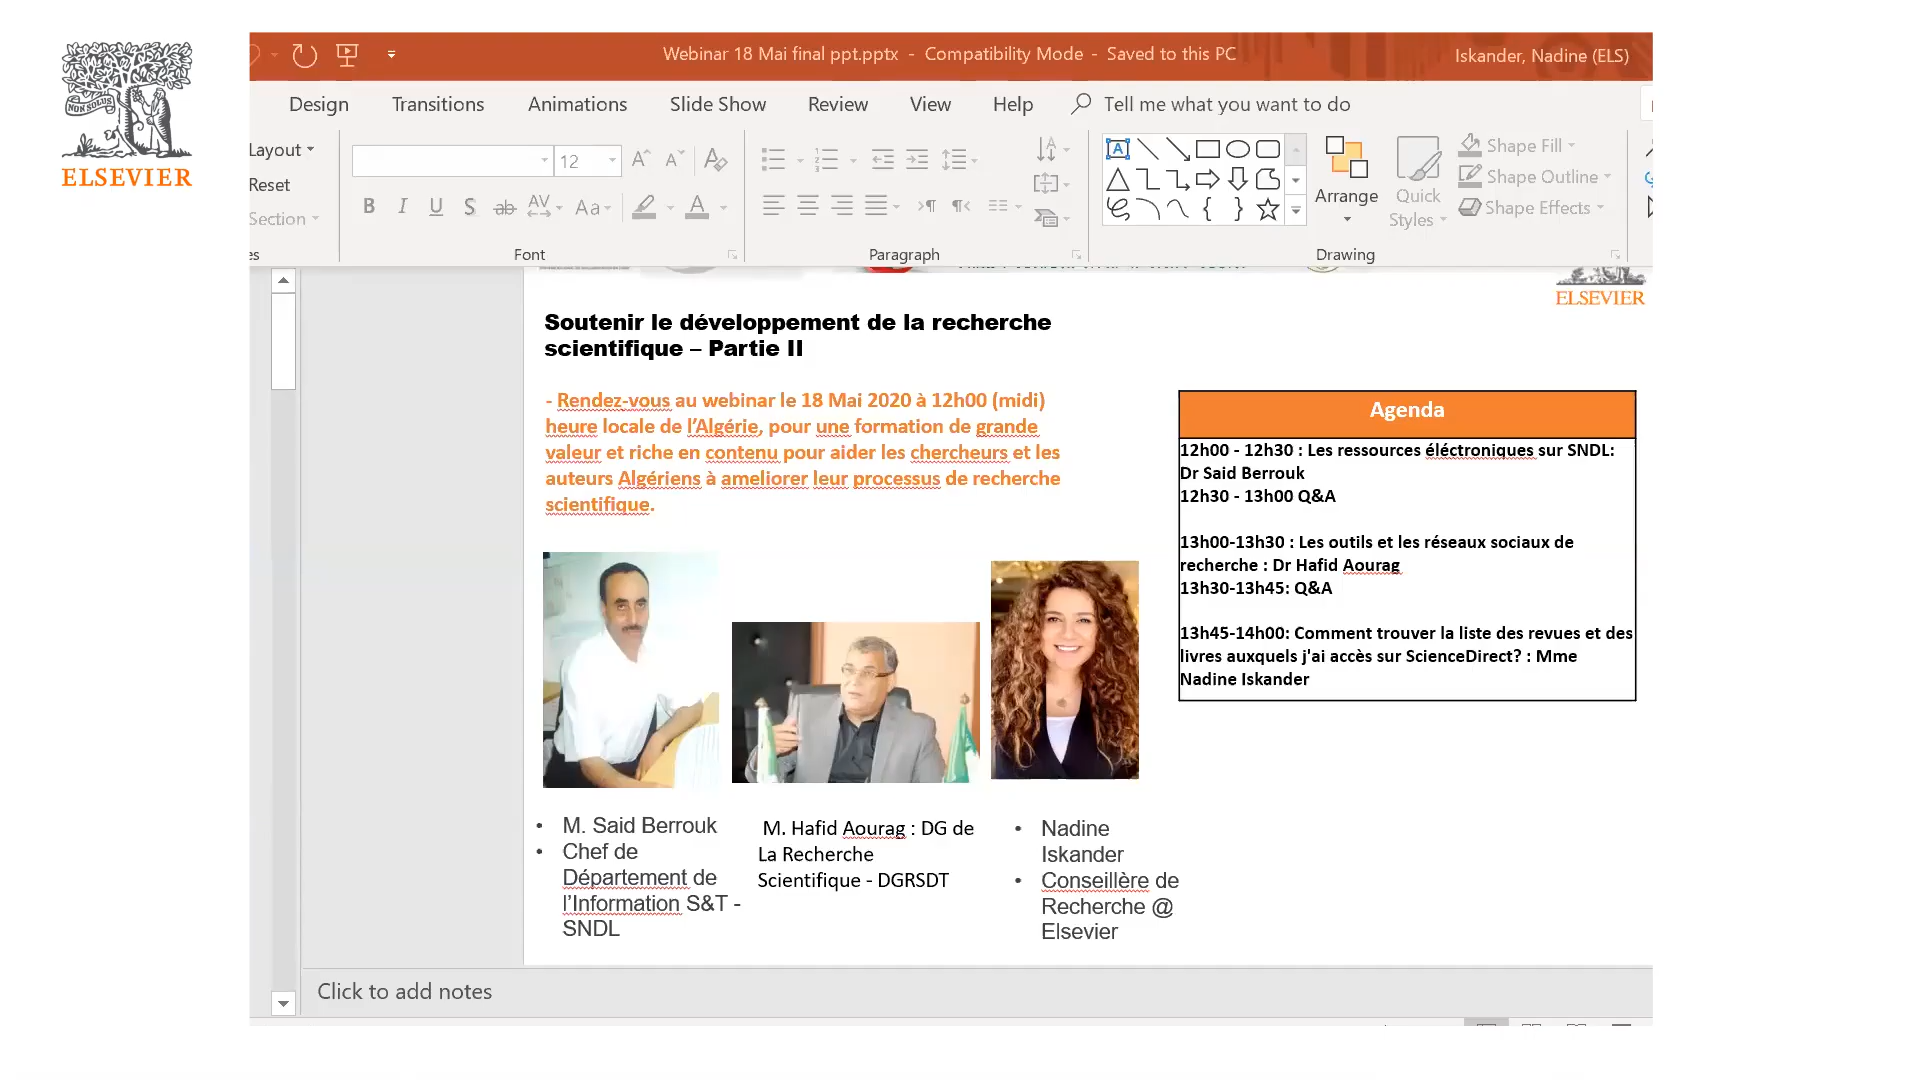 NON SOLUS
ELSEVIER
Webinar 18 Mai final ppt.pptx - Compatibility Mode - Saved to this PC
Iskander, Nadine (ELS)
Design Transitions Animations Slide Show Review View Help Tell me what you want to do
Layout
Reset
Section
12
Font
Paragraph
Arrange
Quick
Styles
Shape Fill
Shape Outline
Shape Effects
Drawing
ELSEVIER
Soutenir le développement de la recherche
scientifique – Partie II
- Rendez-vous au webinar le 18 Mai 2020 à 12h00 (midi)
heure locale de l’Algérie, pour une formation de grande
valeur et riche en contenu pour aider les chercheurs et les
auteurs Algériens à ameliorer leur processus de recherche
scientifique.
Agenda
12h00 - 12h30 : Les ressources éléctroniques sur SNDL:
Dr Said Berrouk
12h30 - 13h00 Q&A
13h00-13h30 : Les outils et les réseaux sociaux de
recherche : Dr Hafid Aourag
13h30-13h45: Q&A
13h45-14h00: Comment trouver la liste des revues et des
livres auxquels j'ai accès sur ScienceDirect? : Mme
Nadine Iskander
• M. Said Berrouk
• Chef de
Département de
l’Information S&T -
SNDL
M. Hafid Aourag : DG de
La Recherche
Scientifique - DGRSDT
• Nadine
Iskander
• Conseillère de
Recherche @
Elsevier
Click to add notes